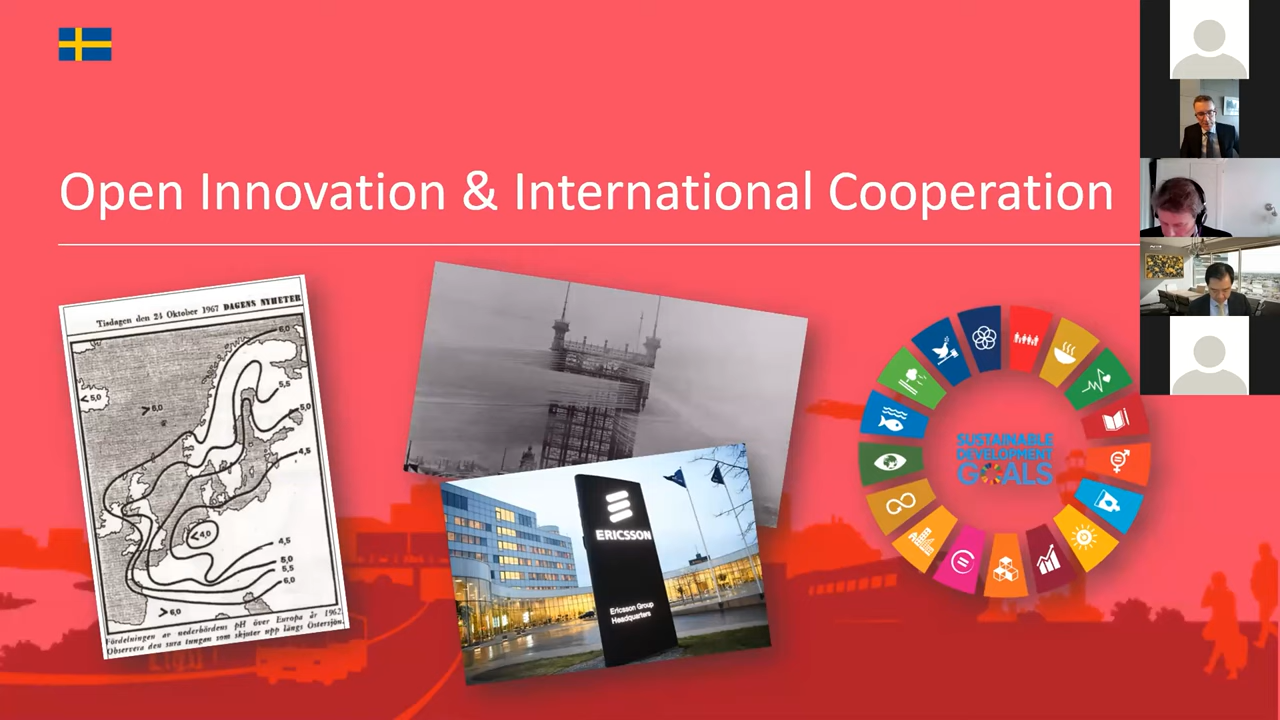 Open Innovation & International Cooperation
Tisdagen den 24 Oktober 1967 DAGENS NYHETER
6,0
5,5
< 5,0
> 6,0
5,0
4,5
< 4,0
4,5
5,0
5,5
6,0
> 6,0
Fördelningen av nederbördens pH över Europa år 1962.
Observera den sura tungan som skjuter upp längs Östersjön.
ERICSSON
Ericsson Group
Headquarters
SUSTAINABLE
DEVELOPMENT
GOALS